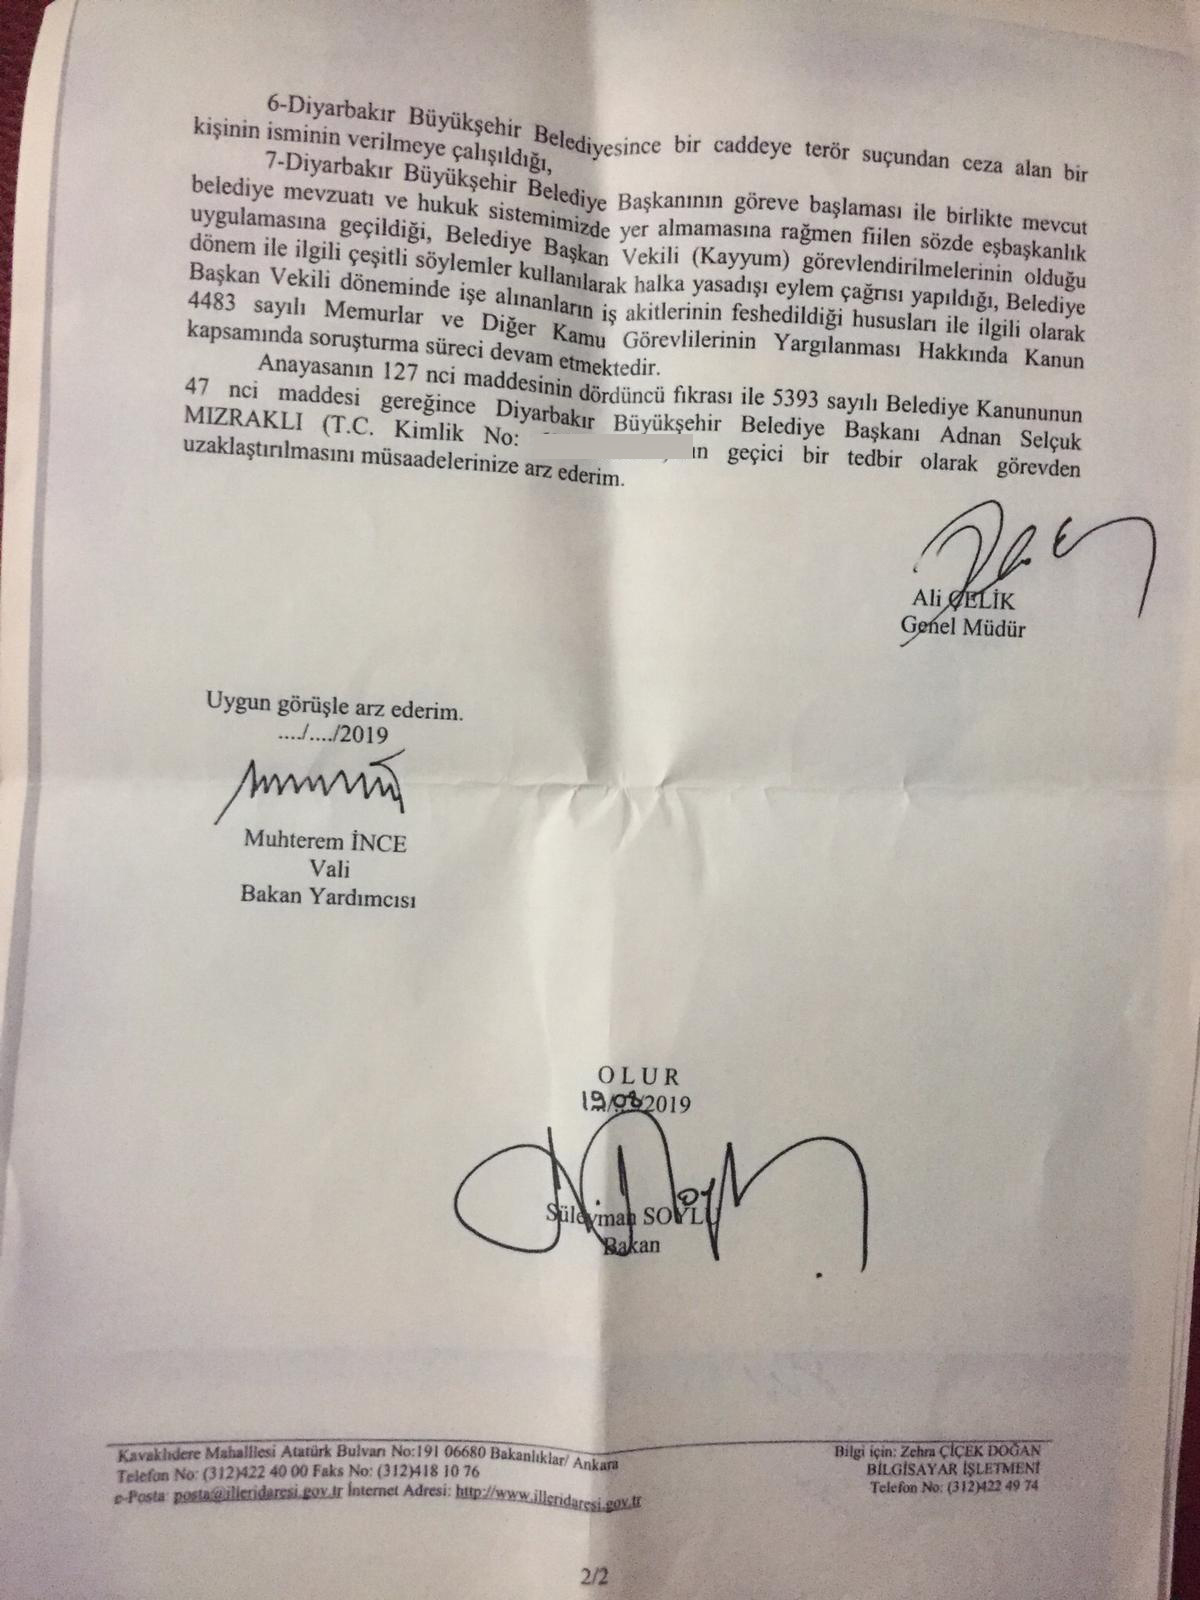 6-Diyarbakır Büyükşehir Belediyesince bir caddeye terör suçundan ceza alan bir
kişinin isminin verilmeye çalışıldığı,
7-Diyarbakır Büyükşehir Belediye Başkanının göreve başlaması ile birlikte mevcut
belediye mevzuatı ve hukuk sistemimizde yer almamasına rağmen fiilen sözde eşbaşkanlık
uygulamasına geçildiği, Belediye Başkan Vekili (Kayyum) görevlendirilmelerinin olduğu
dönem ile ilgili çeşitli söylemler kullanılarak halka yasadışı eylem çağrısı yapıldığı, Belediye
Başkan Vekili döneminde işe alınanların iş akitlerinin feshedildiği hususları ile ilgili olarak
4483 sayılı Memurlar ve Diğer Kamu Görevlilerinin Yargılanması Hakkında Kanun
kapsamında soruşturma süreci devam etmektedir.
Anayasanın 127 nci maddesinin dördüncü fıkrası ile 5393 sayılı Belediye Kanununun
47 nci maddesi gereğince Diyarbakır Büyükşehir Belediye Başkanı Adnan Selçuk
MIZRAKLI (T.C. Kimlik No: ın geçici bir tedbir olarak görevden
uzaklaştırılmasını müsaadelerinize arz ederim.
Ali ÇELİK
Genel Müdür
Uygun görüşle arz ederim.
..../..../2019
Muhterem İNCE
Vali
Bakan Yardımcısı
O L U R
19/08/2019
Süleyman SOYLU
Bakan
Kavaklıdere Mahalllesi Atatürk Bulvarı No:191 06680 Bakanlıklar/ Ankara
Telefon No: (312)422 40 00 Faks No: (312)418 10 76
e-Posta: posta@illeridaresi.gov.tr İnternet Adresi: http://www.illeridaresi.gov.tr
Bilgi için: Zehra ÇİÇEK DOĞAN
BİLGİSAYAR İŞLETMENİ
Telefon No: (312)422 49 74
2/2